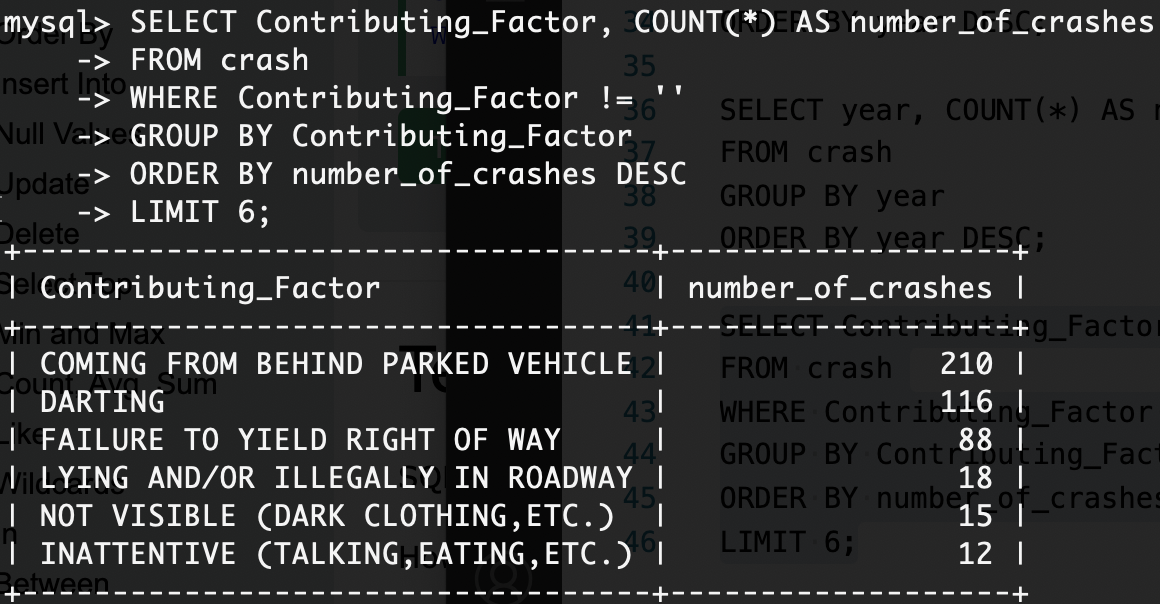 mysql> SELECT Contributing_Factor, COUNT(*) AS number_of_crashes
    -> FROM crash
    -> WHERE Contributing_Factor != ''
    -> GROUP BY Contributing_Factor
    -> ORDER BY number_of_crashes DESC
    -> LIMIT 6;
+----------------------------------+-------------------+
| Contributing_Factor | number_of_crashes |
+----------------------------------+-------------------+
| COMING FROM BEHIND PARKED VEHICLE | 210 |
| DARTING | 116 |
| FAILURE TO YIELD RIGHT OF WAY | 88 |
| LYING AND/OR ILLEGALLY IN ROADWAY | 18 |
| NOT VISIBLE (DARK CLOTHING,ETC.) | 15 |
| INATTENTIVE (TALKING,EATING,ETC.) | 12 |
+----------------------------------+-------------------+
Order By
Insert Into
Null Values
Update
Delete
Select Top
Min and Max
Count, Avg, Sum
Like
Wildcards
In
Between
35
36 SELECT year, COUNT(*) AS
37 FROM crash
38 GROUP BY year
39 ORDER BY year DESC;
40
41 SELECT Contributing_Factor
42 FROM crash
43 WHERE Contributing_Factor
44 GROUP BY Contributing_Fact
45 ORDER BY number_of_crashes
46 LIMIT 6;